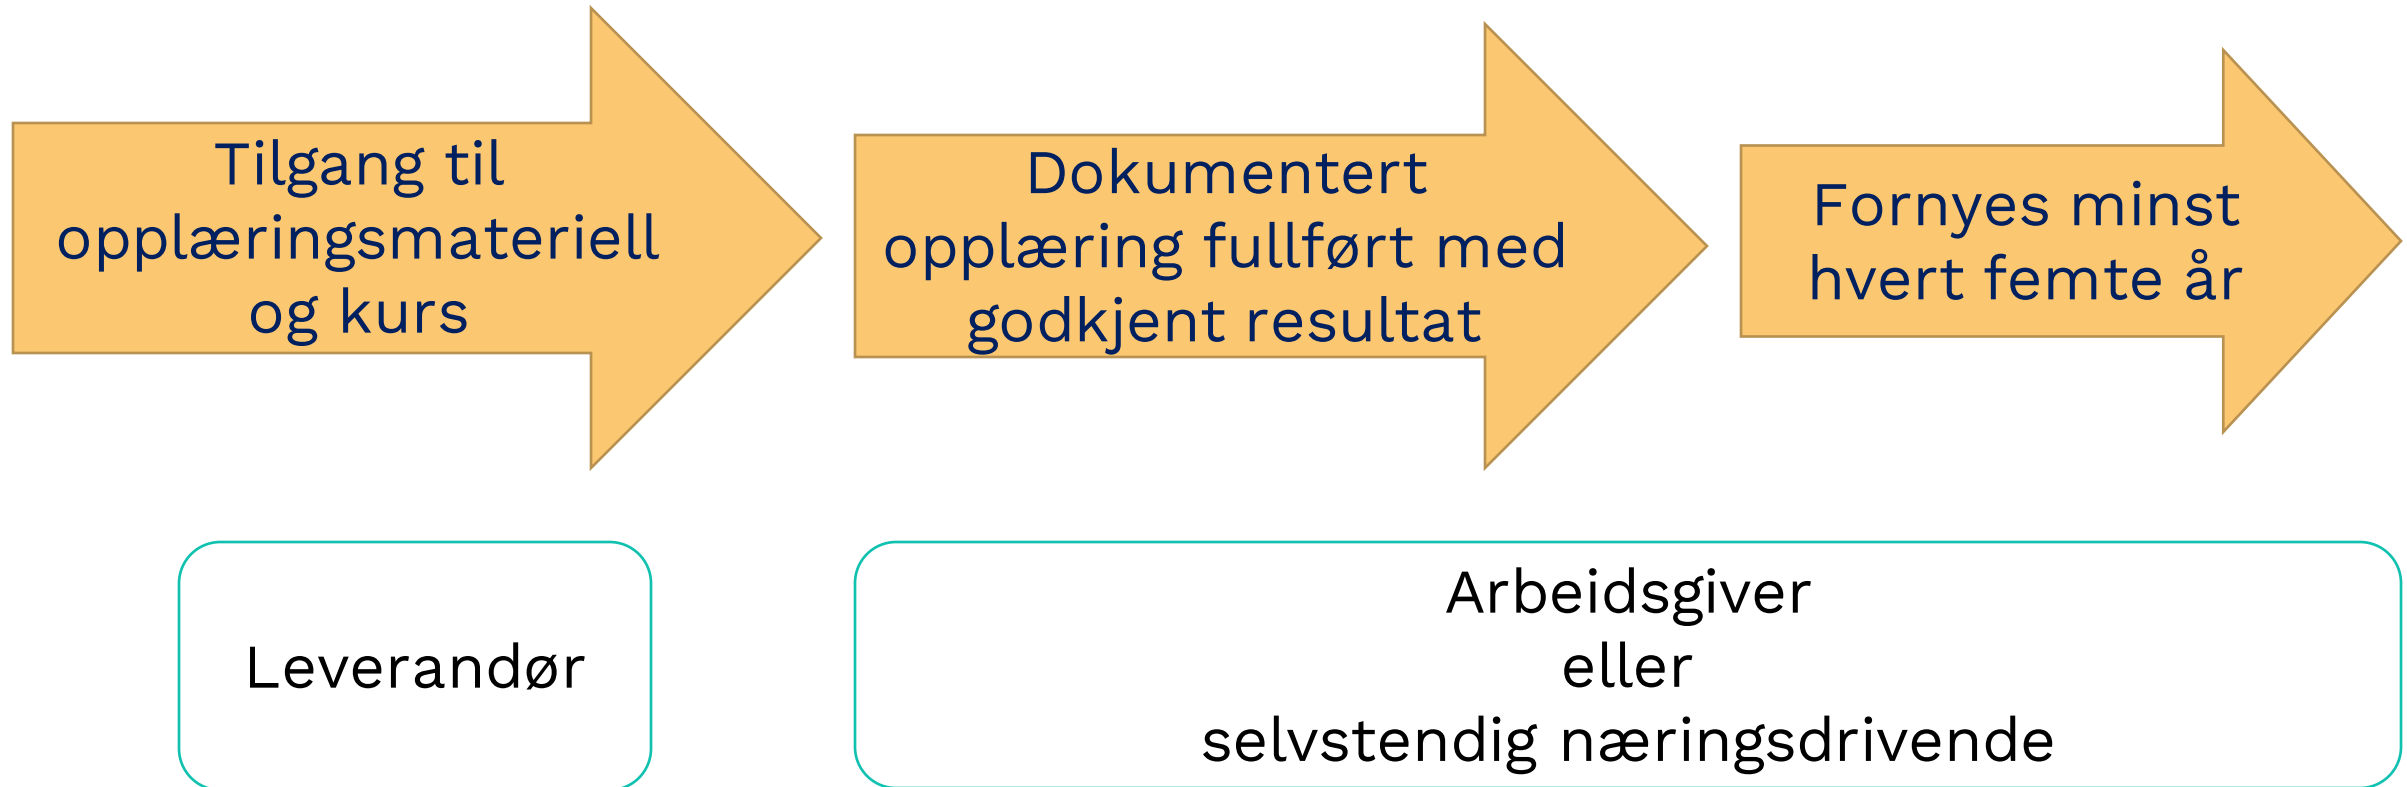 Tilgang til
opplæringsmateriell
og kurs
Dokumentert
opplæring fullført med
godkjent resultat
Fornyes minst
hvert femte år
Leverandør
Arbeidsgiver
eller
selvstendig næringsdrivende